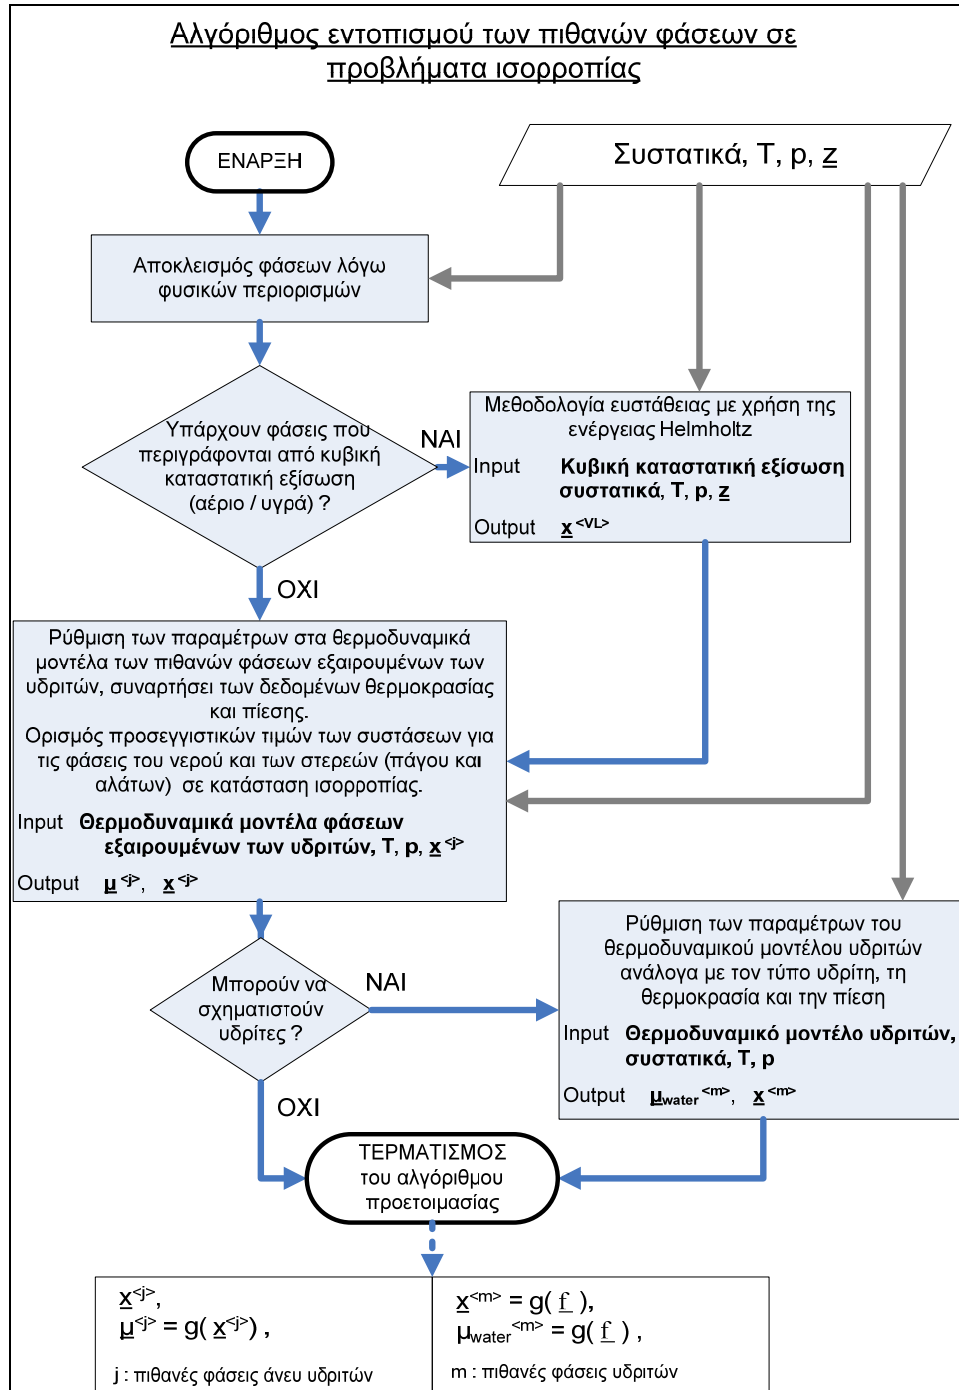 Αλγόριθμος εντοπισμού των πιθανών φάσεων σε
προβλήματα ισορροπίας
ΕΝΑΡΞΗ
Συστατικά, T, p, z
Αποκλεισμός φάσεων λόγω
φυσικών περιορισμών
Υπάρχουν φάσεις που
περιγράφονται από κυβική
καταστατική εξίσωση
(αέριο / υγρά) ?
ΝΑΙ
Μεθοδολογία ευστάθειας με χρήση της
ενέργειας Helmholtz
Input Κυβική καταστατική εξίσωση
συστατικά, T, p, z
Output x <VL>
ΟΧΙ
Ρύθμιση των παραμέτρων στα θερμοδυναμικά
μοντέλα των πιθανών φάσεων εξαιρουμένων των
υδριτών, συναρτήσει των δεδομένων θερμοκρασίας
και πίεσης.
Ορισμός προσεγγιστικών τιμών των συστάσεων για
τις φάσεις του νερού και των στερεών (πάγου και
αλάτων) σε κατάσταση ισορροπίας.
Input Θερμοδυναμικά μοντέλα φάσεων
εξαιρουμένων των υδριτών, T, p, x <j>
Output μ <j>, x <j>
Μπορούν να
σχηματιστούν
υδρίτες ?
ΝΑΙ
Ρύθμιση των παραμέτρων του
θερμοδυναμικού μοντέλου υδριτών
ανάλογα με τον τύπο υδρίτη, τη
θερμοκρασία και την πίεση
Input Θερμοδυναμικό μοντέλο υδριτών,
συστατικά, T, p
Output μwater <m>, x <m>
ΟΧΙ
ΤΕΡΜΑΤΙΣΜΟΣ
του αλγόριθμου
προετοιμασίας
x<j>,
μ<j> = g( x<j>) ,
j : πιθανές φάσεις άνευ υδριτών
x<m> = g( f ),
μwater<m> = g( f ) ,
m : πιθανές φάσεις υδριτών